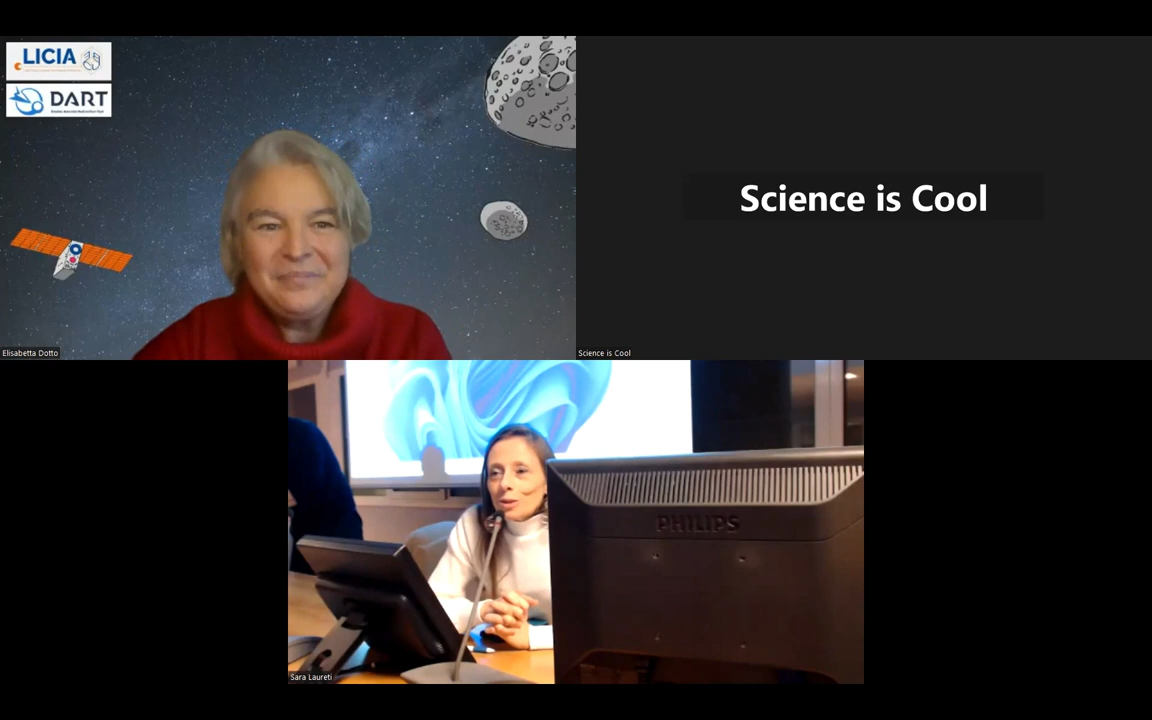 LICIA
DART
Elisabetta Dotto
Science is Cool
Science is Cool
PHILIPS
Sara Laureti